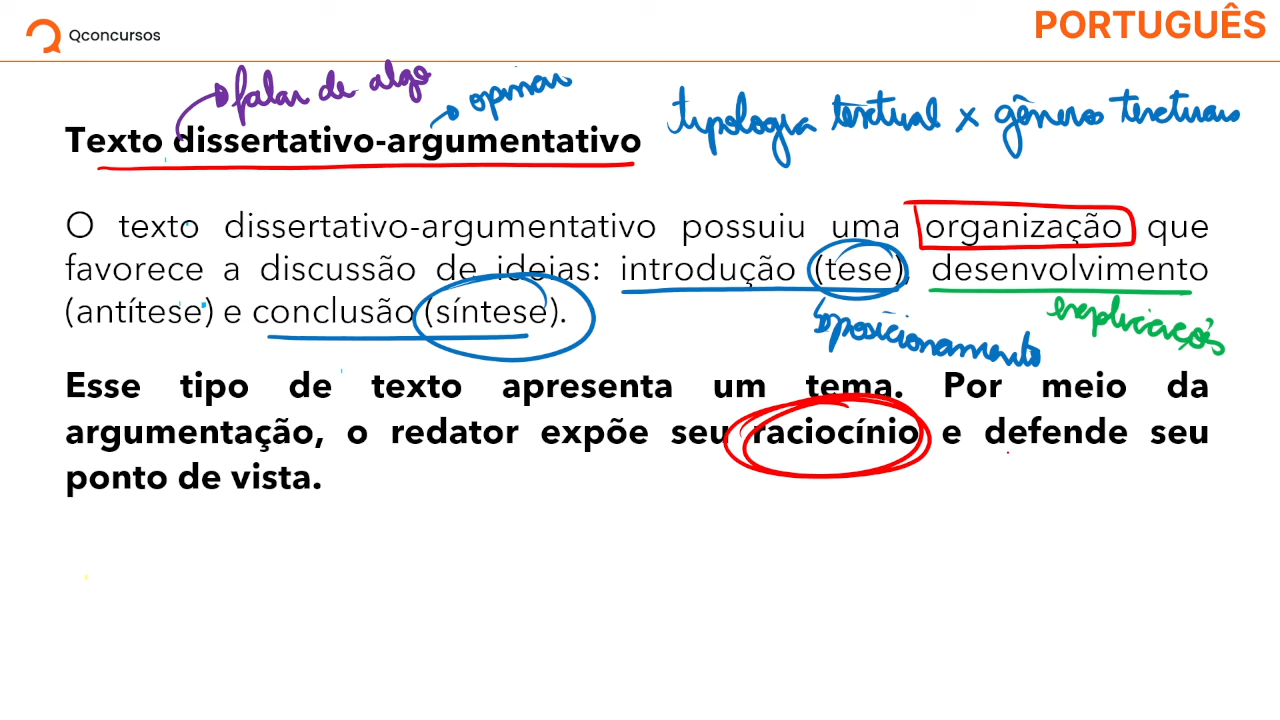 Qconcursos
PORTUGUÊS
falar de algo
opinar
tipologia textual x gêneros textuais
Texto dissertativo-argumentativo
O texto dissertativo-argumentativo possuiu uma organização que
favorece a discussão de ideias: introdução (tese), desenvolvimento
(antítese) e conclusão (síntese).
explicações
posicionamento
Esse tipo de texto apresenta um tema. Por meio da
argumentação, o redator expõe seu raciocínio e defende seu
ponto de vista.